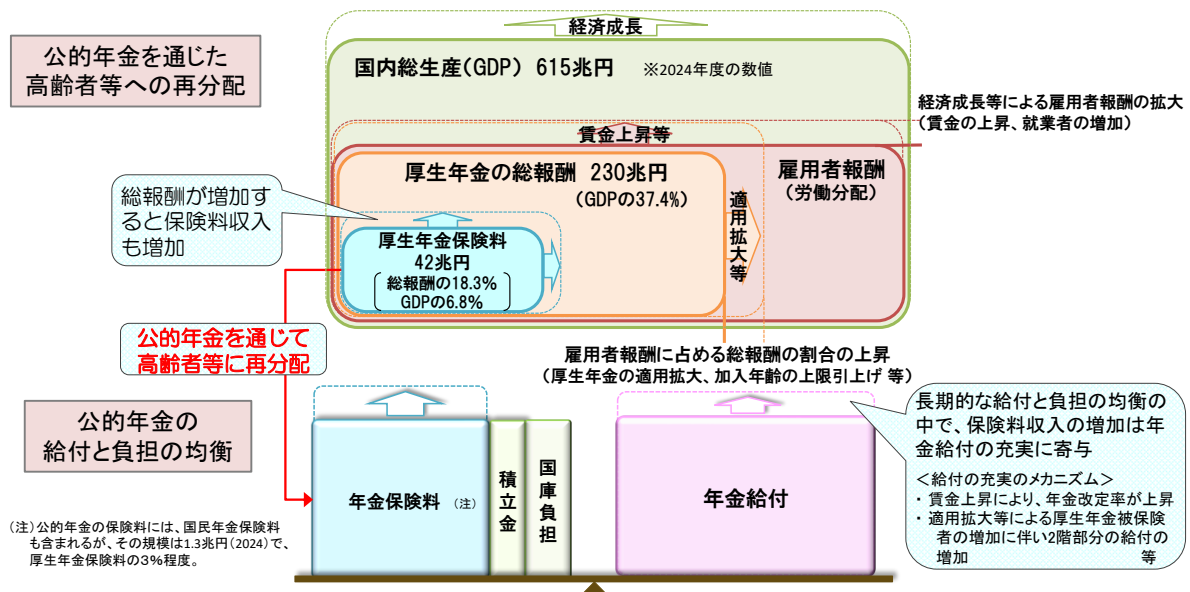 公的年金を通じた
高齢者等への再分配
経済成長
国内総生産(GDP) 615兆円 ※2024年度の数値
経済成長等による雇用者報酬の拡大
(賃金の上昇、就業者の増加)
賃金上昇等
厚生年金の総報酬 230兆円
(GDPの37.4%)
雇用者報酬
(労働分配)
適用拡大等
総報酬が増加す
ると保険料収入
も増加
厚生年金保険料
42兆円
総報酬の18.3%
GDPの6.8%
公的年金を通じて
高齢者等に再分配
雇用者報酬に占める総報酬の割合の上昇
(厚生年金の適用拡大、加入年齢の上限引上げ 等)
公的年金の
給付と負担の均衡
年金保険料 (注)
積立金
国庫負担
年金給付
長期的な給付と負担の均衡の
中で、保険料収入の増加は年
金給付の充実に寄与
<給付の充実のメカニズム>
・ 賃金上昇により、年金改定率が上昇
・ 適用拡大等による厚生年金被保険
者の増加に伴い2階部分の給付の
増加 等
(注)公的年金の保険料には、国民年金保険料
も含まれるが、その規模は1.3兆円(2024)で、
厚生年金保険料の3%程度。